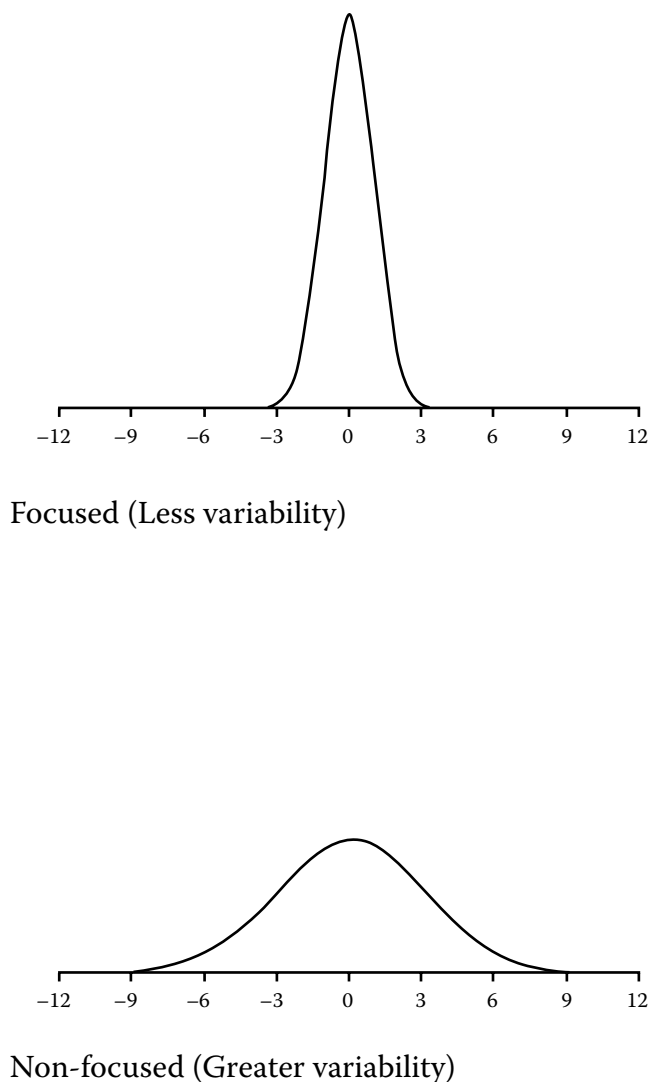 −12 −9 −6 −3 0 3 6 9 12
Focused (Less variability)
−12 −9 −6 −3 0 3 6 9 12
Non-focused (Greater variability)